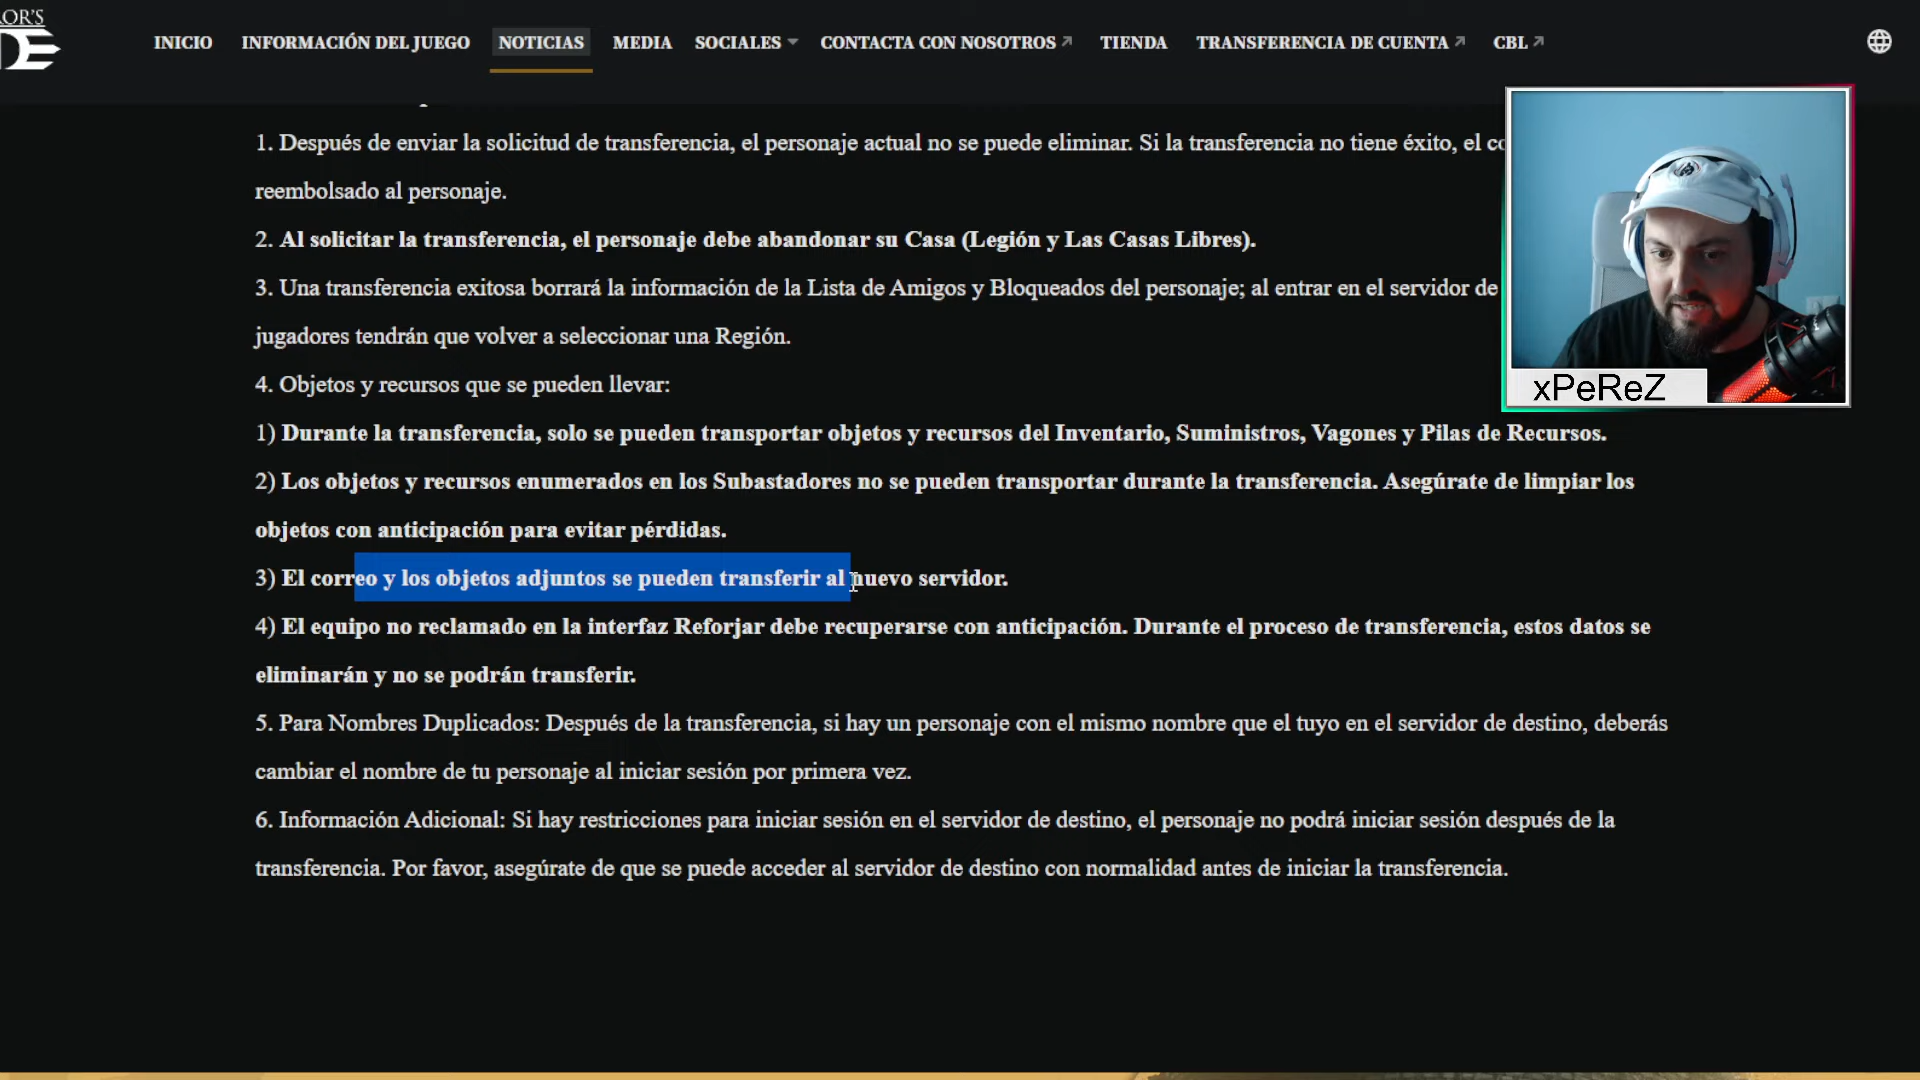 OR'S
DE
INICIO INFORMACIÓN DEL JUEGO NOTICIAS MEDIA SOCIALES CONTACTA CON NOSOTROS TIENDA TRANSFERENCIA DE CUENTA CBL
1. Después de enviar la solicitud de transferencia, el personaje actual no se puede eliminar. Si la transferencia no tiene éxito, el
reembolsado al personaje.
2. Al solicitar la transferencia, el personaje debe abandonar su Casa (Legión y Las Casas Libres).
3. Una transferencia exitosa borrará la información de la Lista de Amigos y Bloqueados del personaje; al entrar en el servidor de
jugadores tendrán que volver a seleccionar una Región.
4. Objetos y recursos que se pueden llevar:
1) Durante la transferencia, solo se pueden transportar objetos y recursos del Inventario, Suministros, Vagones y Pilas de Recursos.
2) Los objetos y recursos enumerados en los Subastadores no se pueden transportar durante la transferencia. Asegúrate de limpiar los
objetos con anticipación para evitar pérdidas.
3) El correo y los objetos adjuntos se pueden transferir al nuevo servidor.
4) El equipo no reclamado en la interfaz Reforjar debe recuperarse con anticipación. Durante el proceso de transferencia, estos datos se
eliminarán y no se podrán transferir.
5. Para Nombres Duplicados: Después de la transferencia, si hay un personaje con el mismo nombre que el tuyo en el servidor de destino, deberás
cambiar el nombre de tu personaje al iniciar sesión por primera vez.
6. Información Adicional: Si hay restricciones para iniciar sesión en el servidor de destino, el personaje no podrá iniciar sesión después de la
transferencia. Por favor, asegúrate de que se puede acceder al servidor de destino con normalidad antes de iniciar la transferencia.
xPeReZ